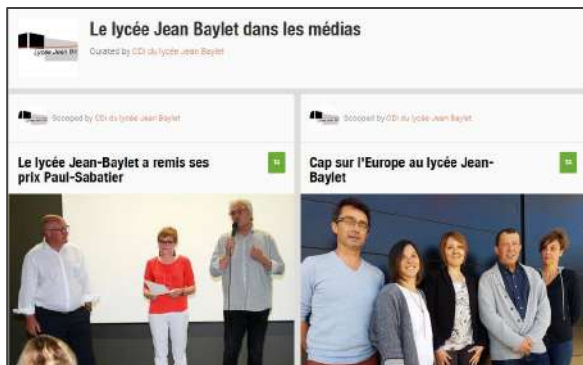 Le lycée Jean Baylet dans les médias
Curated by CDI du lycée Jean Baylet
Scooped by CDI du lycée Jean Baylet
Le lycée Jean-Baylet a remis ses
prix Paul-Sabatier
Scooped by CDI du lycée Jean Baylet
Cap sur l'Europe au lycée Jean-
Baylet